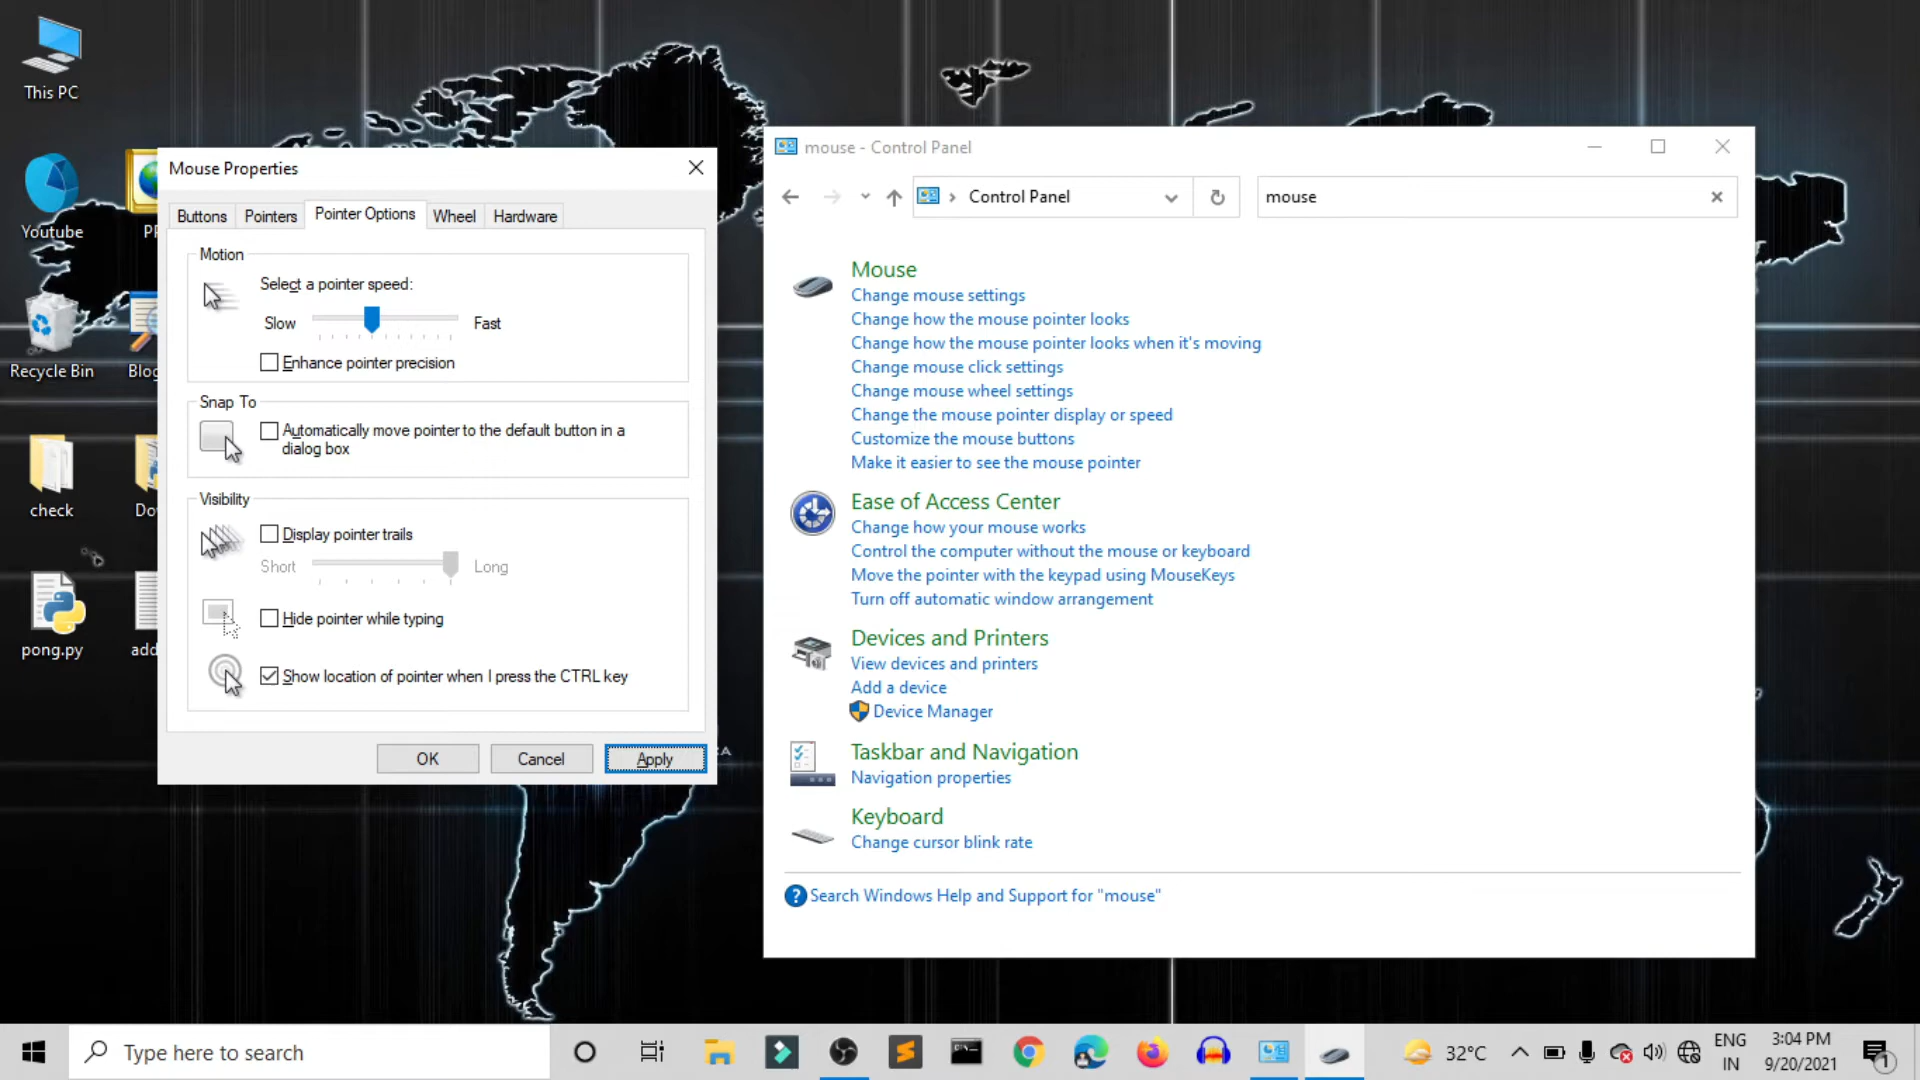 This PC
Youtube
Recycle Bin
Blog
check
pong.py
add
Mouse Properties
Buttons
Pointers
Pointer Options
Wheel
Hardware
Motion
Select a pointer speed:
Slow
Fast
Enhance pointer precision
Snap To
Automatically move pointer to the default button in a
dialog box
Visibility
Display pointer trails
Short
Long
Hide pointer while typing
Show location of pointer when I press the CTRL key
OK
Cancel
Apply
mouse - Control Panel
Control Panel
mouse
Mouse
Change mouse settings
Change how the mouse pointer looks
Change how the mouse pointer looks when it's moving
Change mouse click settings
Change mouse wheel settings
Change the mouse pointer display or speed
Customize the mouse buttons
Make it easier to see the mouse pointer
Ease of Access Center
Change how your mouse works
Control the computer without the mouse or keyboard
Move the pointer with the keypad using MouseKeys
Turn off automatic window arrangement
Devices and Printers
View devices and printers
Add a device
Device Manager
Taskbar and Navigation
Navigation properties
Keyboard
Change cursor blink rate
Search Windows Help and Support for "mouse"
Type here to search
32°C
ENG
IN
3:04 PM
9/20/2021
1